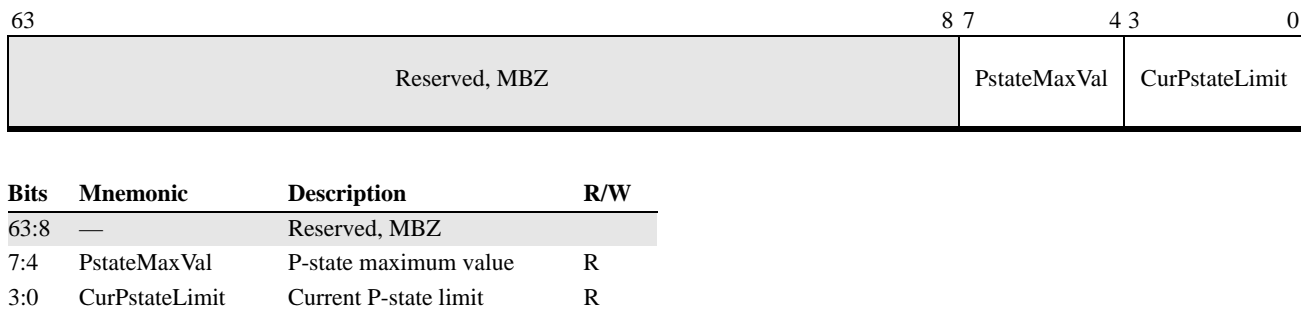 63 8 7 4 3 0
Reserved, MBZ PstateMaxVal CurPstateLimit
Bits Mnemonic Description R/W
63:8 — Reserved, MBZ
7:4 PstateMaxVal P-state maximum value R
3:0 CurPstateLimit Current P-state limit R